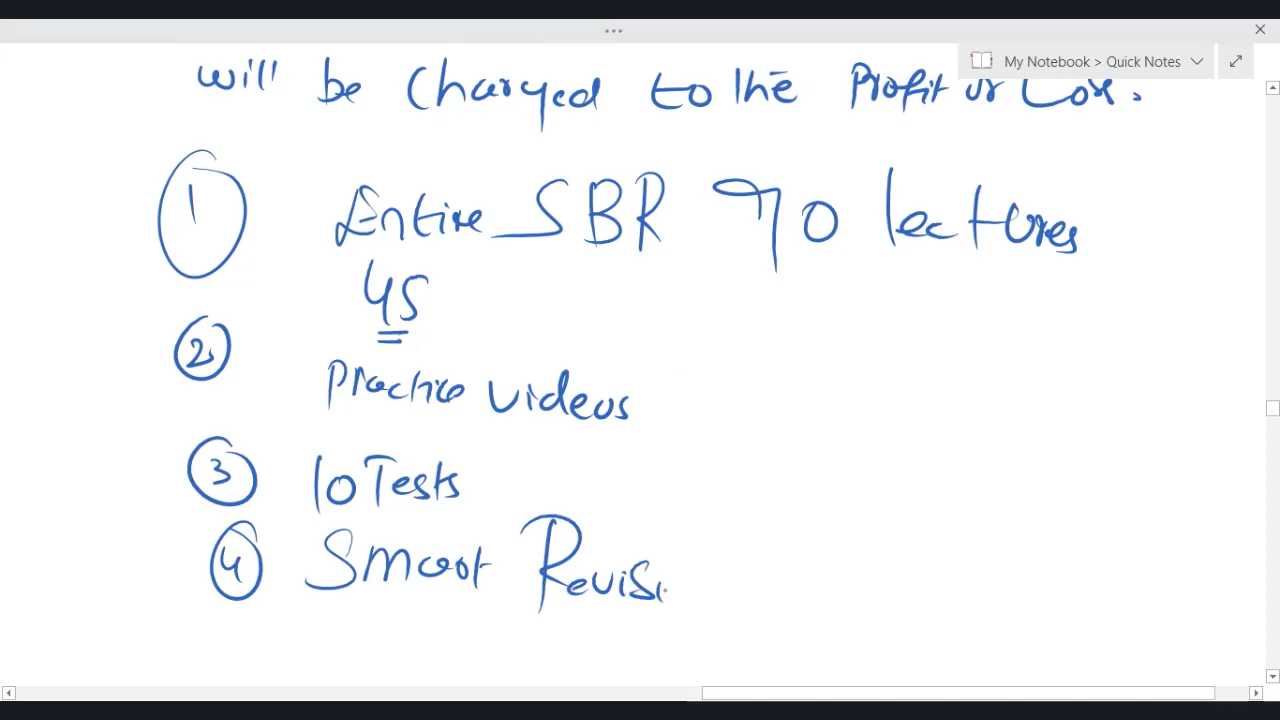 My Notebook > Quick Notes
will be Charged to the Profit or Loss.
1 Entire SBR 70 lectures
45
2 Practice Videos
3 10 Tests
4 Smart Revisi